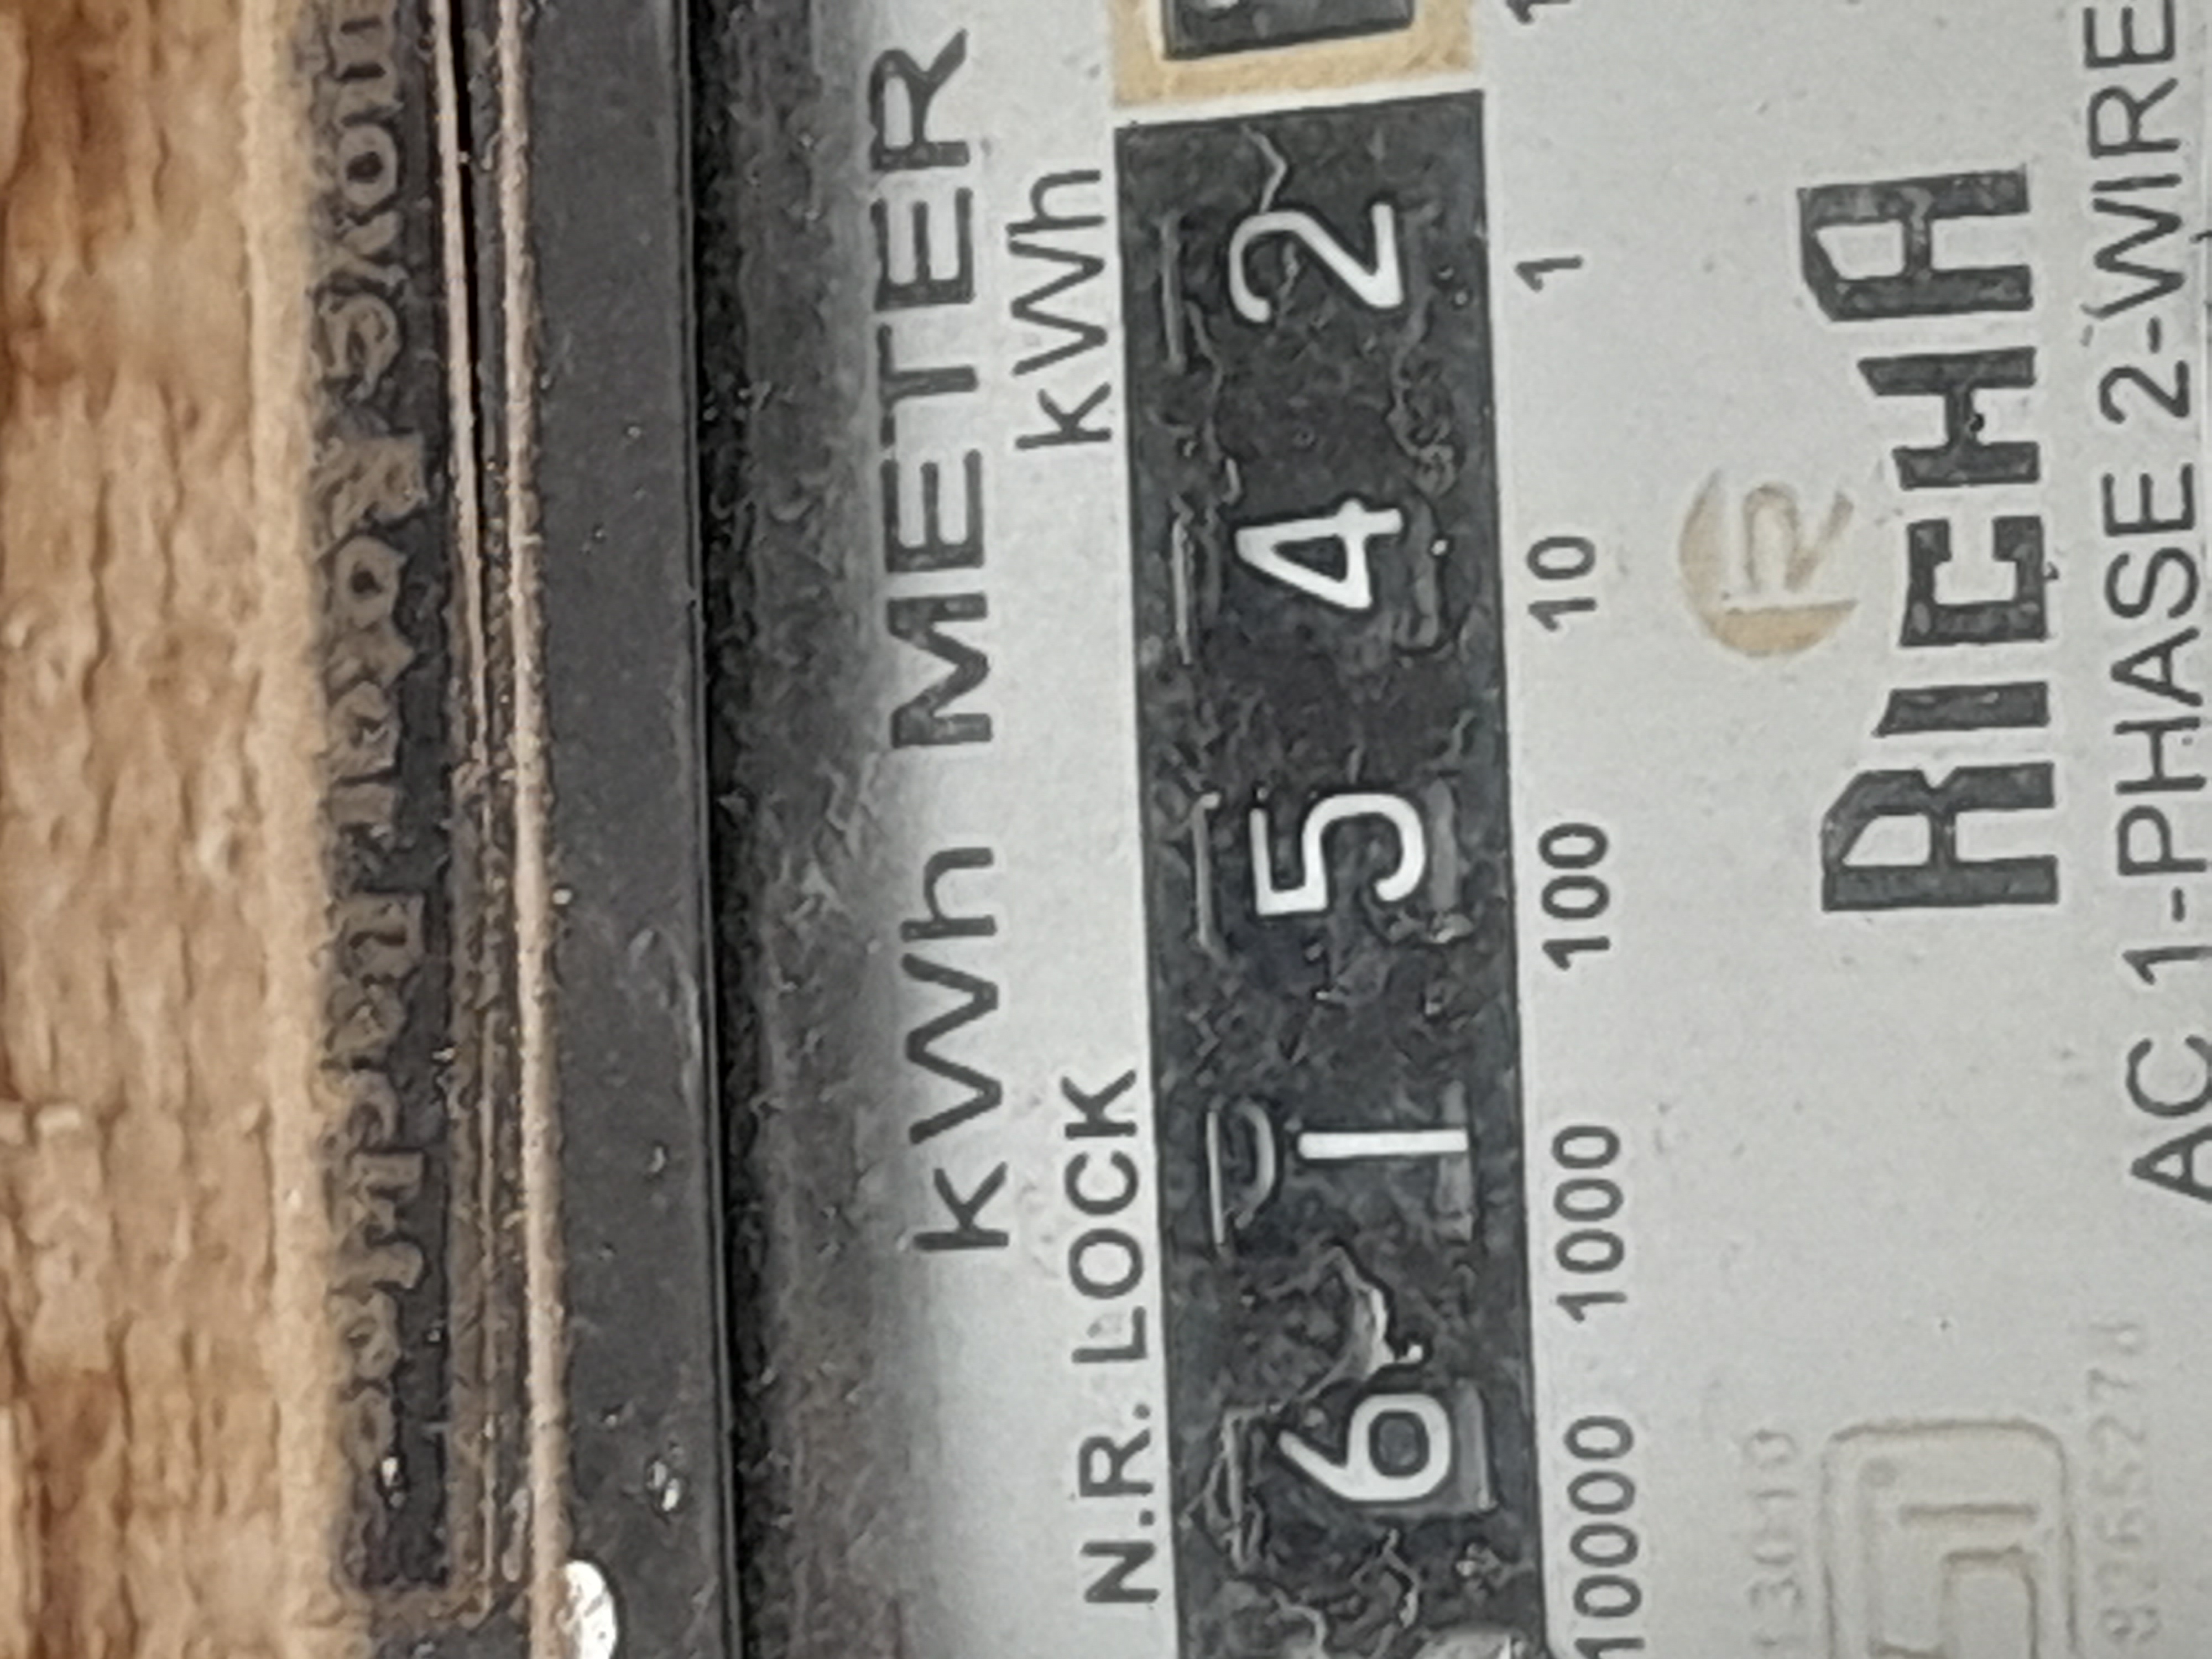 kWh METER
N.R. LOCK kWh
6 1 5 4 2
10000 1000 100 10 1
R
RICHA
AC 1-PHASE 2-WIRE